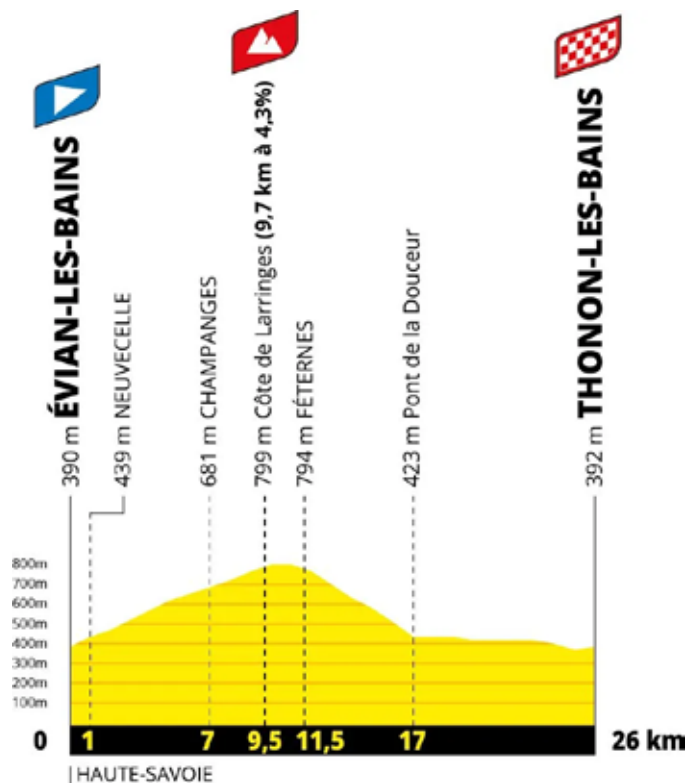 390 m ÉVIAN-LES-BAINS
439 m NEUVECELLE
681 m CHAMPANGES
799 m Côte de Larringes (9,7 km à 4,3%)
794 m FÉTERNES
423 m Pont de la Douceur
392 m THONON-LES-BAINS
800m
700m
600m
500m
400m
300m
200m
100m
0 1 7 9,5 11,5 17 26 km
HAUTE-SAVOIE